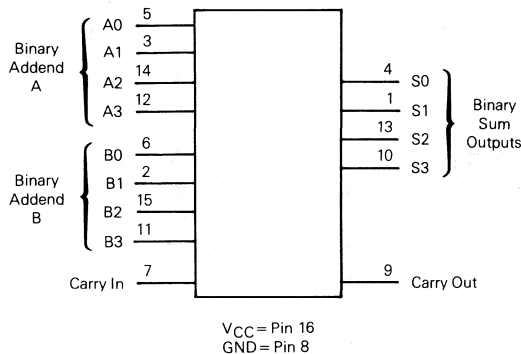 Binary
Addend
A
A0 5
A1 3
A2 14
A3 12
Binary
Addend
B
B0 6
B1 2
B2 15
B3 11
Carry In 7
4 S0
1 S1
13 S2
10 S3
Binary
Sum
Outputs
9 Carry Out
VCC = Pin 16
GND = Pin 8